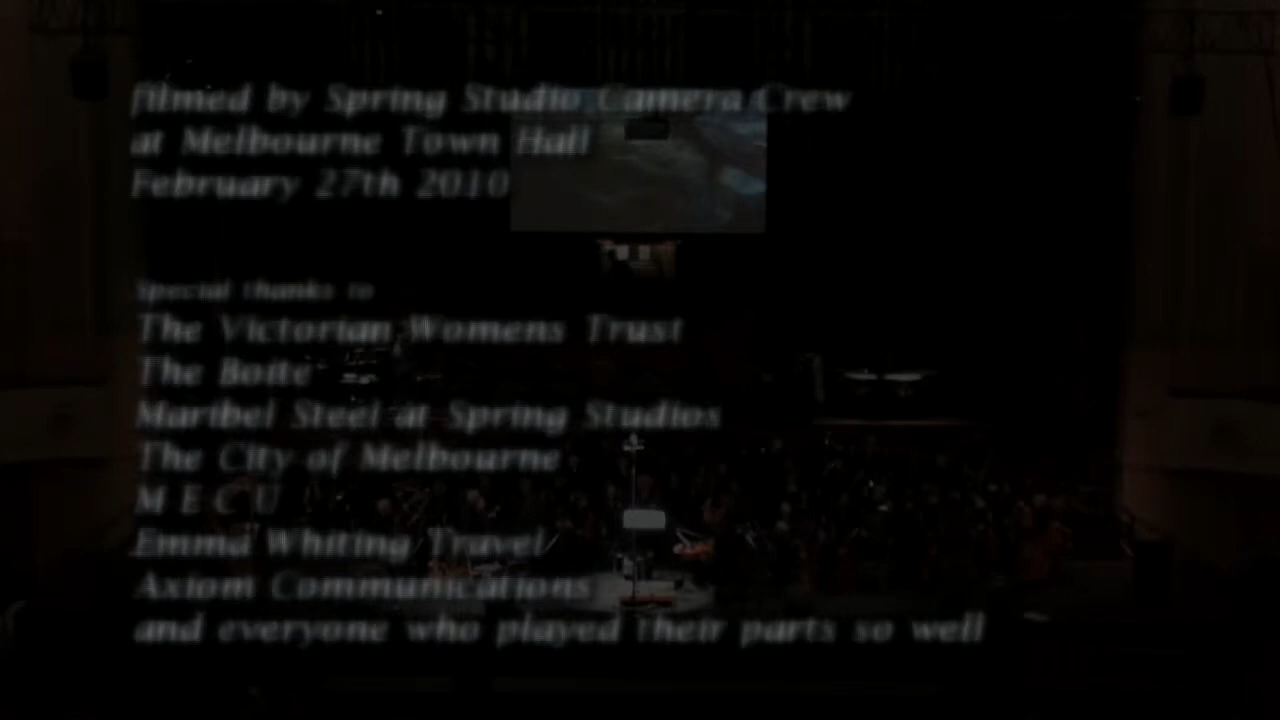 filmed by Spring Studio Camera Crew
at Melbourne Town Hall
February 27th 2010
Special thanks to
The Victorian Womens Trust
The Boite
Maribel Steel at Spring Studios
The City of Melbourne
M E C U
Emma Whiting Travel
Axiom Communications
and everyone who played their parts so well